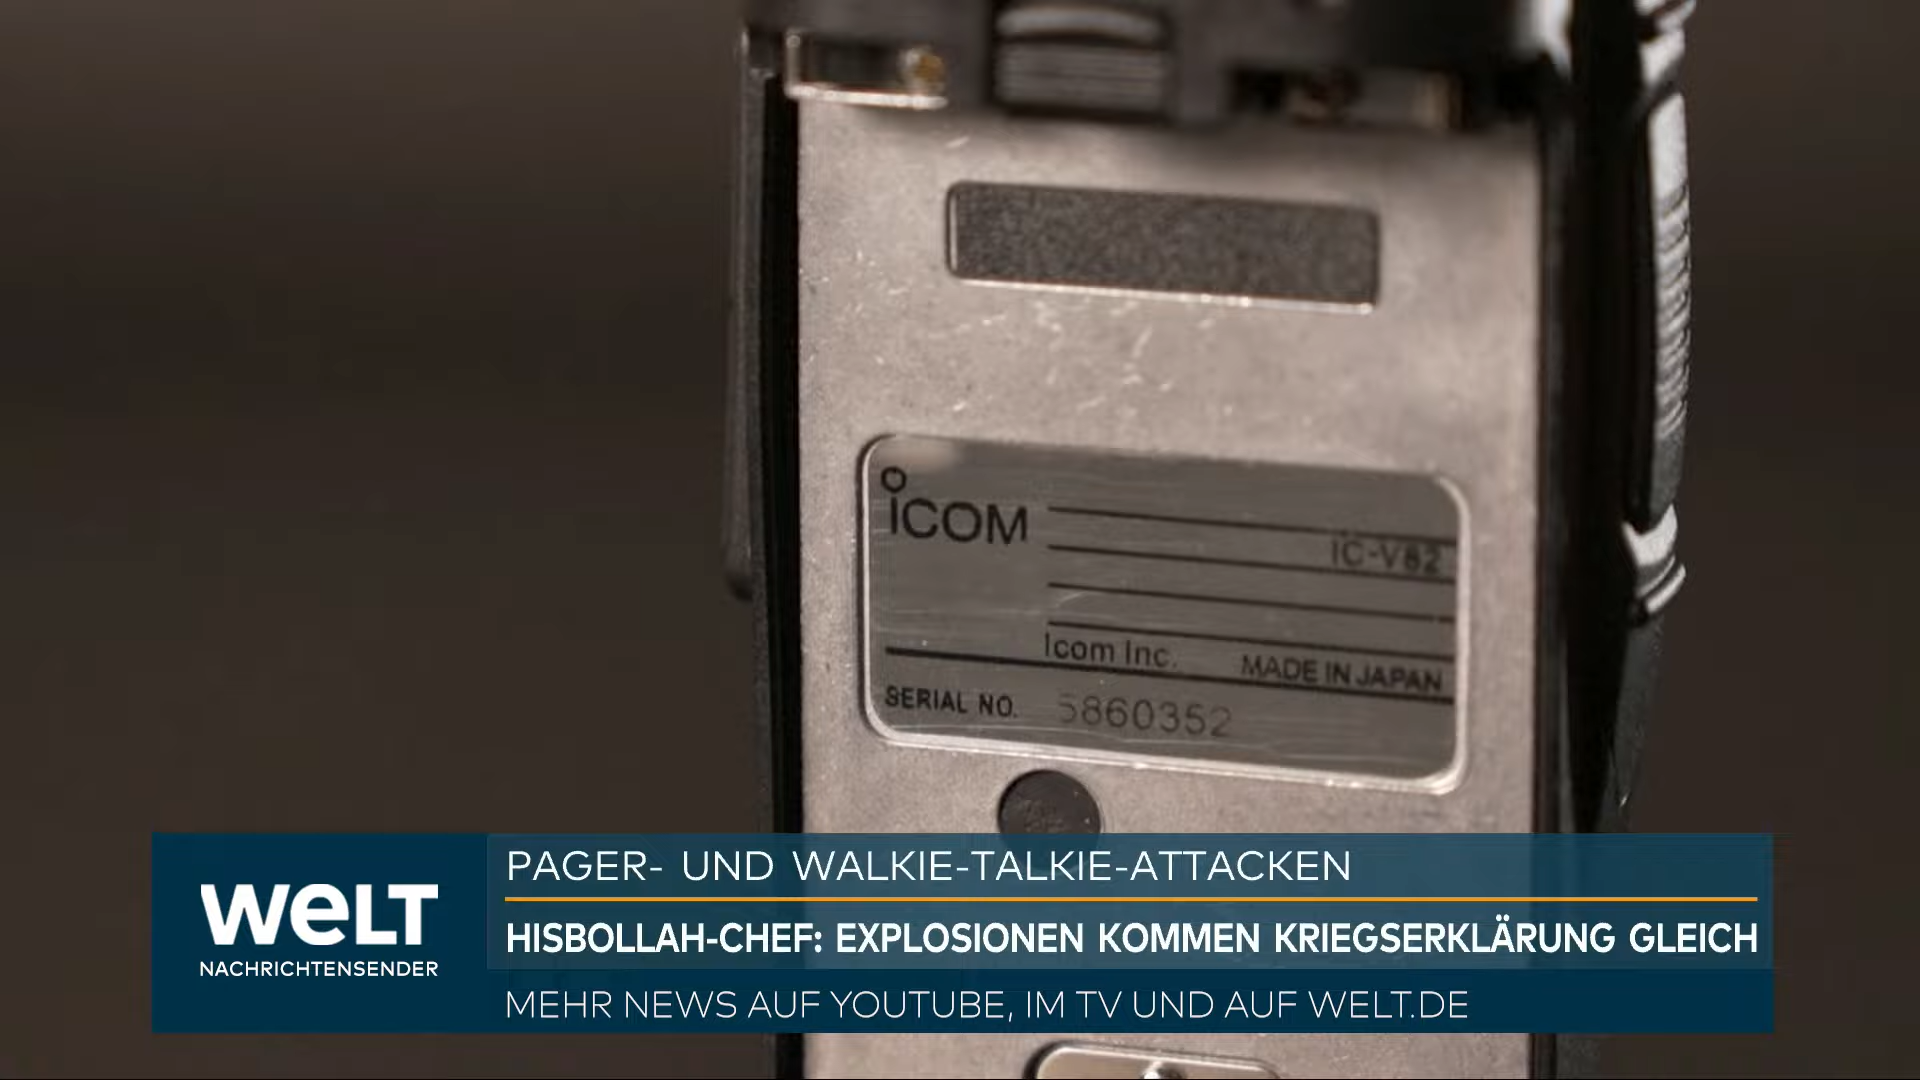 ICOM
IC-V82
Icom Inc. MADE IN JAPAN
SERIAL NO. 5860352
PAGER- UND WALKIE-TALKIE-ATTACKEN
WELT
HISBOLLAH-CHEF: EXPLOSIONEN KOMMEN KRIEGSERKLÄRUNG GLEICH
NACHRICHTENSENDER
MEHR NEWS AUF YOUTUBE, IM TV UND AUF WELT.DE